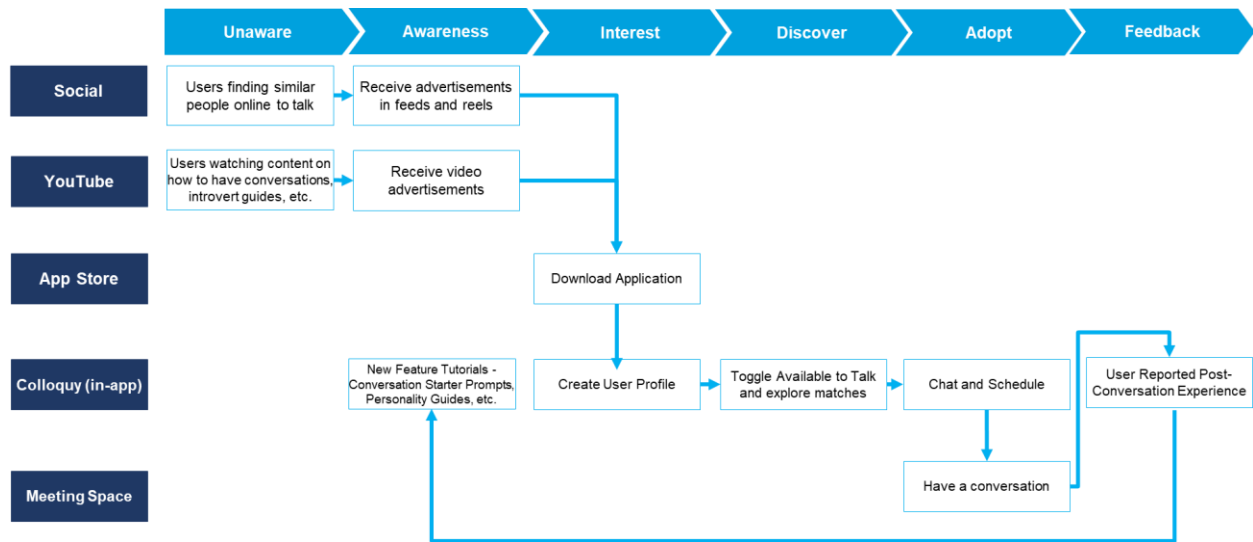 Unaware
Awareness
Interest
Discover
Adopt
Feedback
Social
Users finding similar
people online to talk
Receive advertisements
in feeds and reels
YouTube
Users watching content on
how to have conversations,
introvert guides, etc.
Receive video
advertisements
App Store
Download Application
Colloquy (in-app)
New Feature Tutorials -
Conversation Starter Prompts,
Personality Guides, etc.
Create User Profile
Toggle Available to Talk
and explore matches
Chat and Schedule
User Reported Post-
Conversation Experience
Meeting Space
Have a conversation